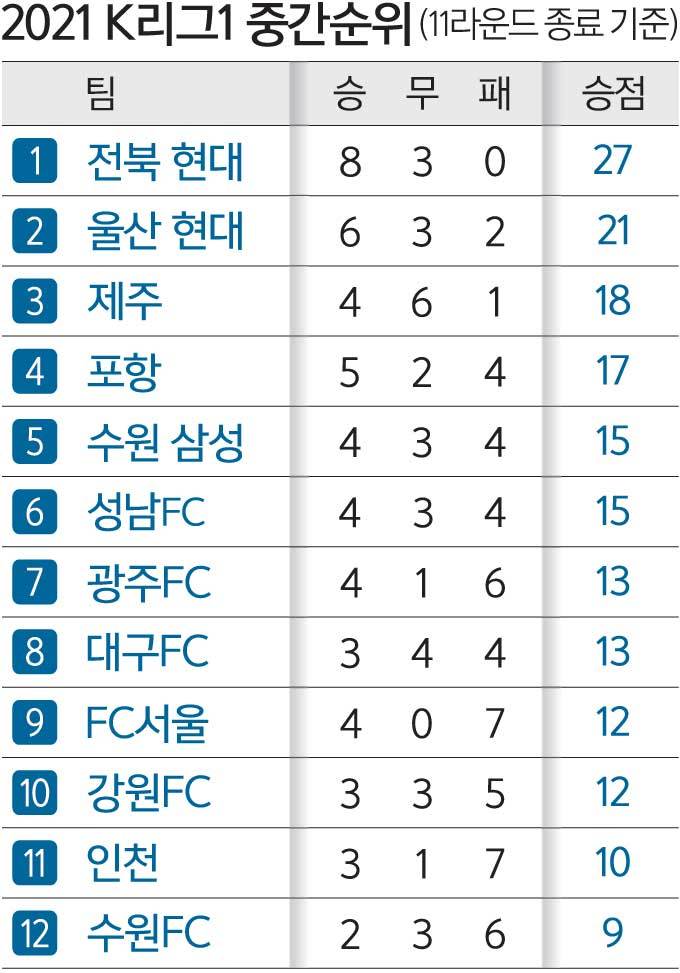 2021 K리그1 중간순위 (11라운드 종료 기준)
팀 승 무 패 승점
1 전북 현대 8 3 0 27
2 울산 현대 6 3 2 21
3 제주 4 6 1 18
4 포항 5 2 4 17
5 수원 삼성 4 3 4 15
6 성남FC 4 3 4 15
7 광주FC 4 1 6 13
8 대구FC 3 4 4 13
9 FC서울 4 0 7 12
10 강원FC 3 3 5 12
11 인천 3 1 7 10
12 수원FC 2 3 6 9